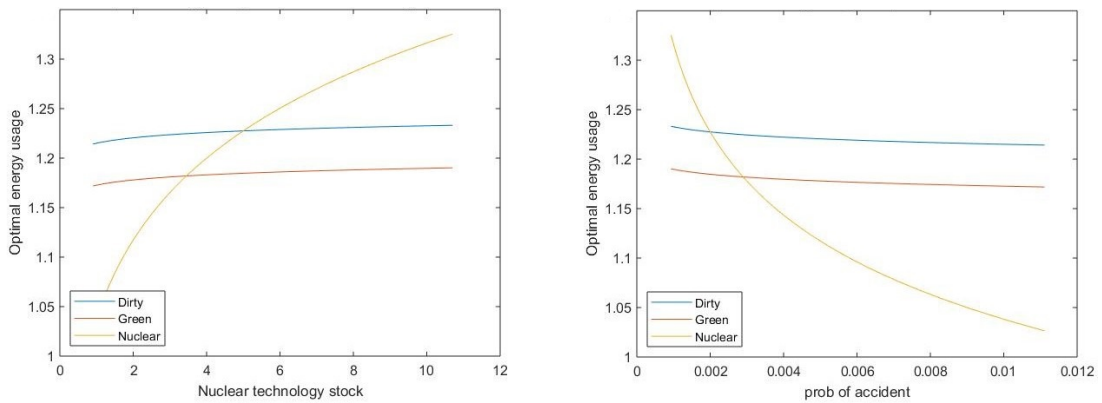 Optimal energy usage
1.3
1.25
1.2
1.15
1.1
1.05
1
Dirty
Green
Nuclear
0
2
4
6
8
10
12
Nuclear technology stock
Optimal energy usage
1.3
1.25
1.2
1.15
1.1
1.05
1
Dirty
Green
Nuclear
0
0.002
0.004
0.006
0.008
0.01
0.012
prob of accident